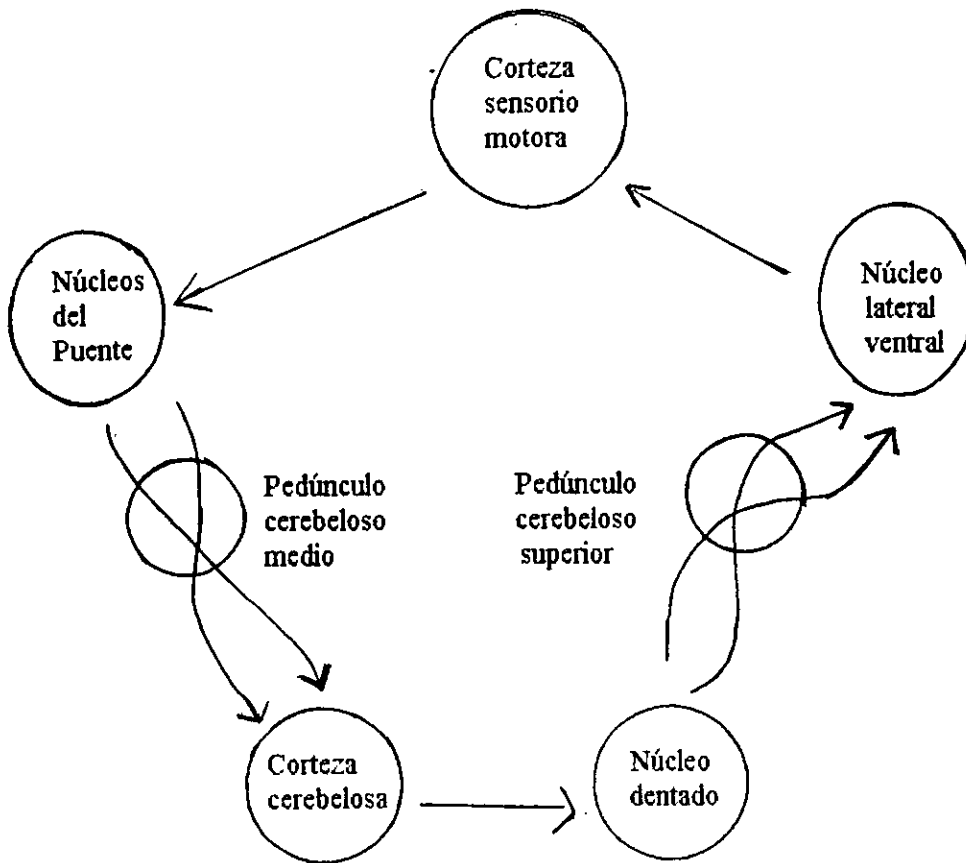 Corteza
sensorio
motora
Núcleos
del
Puente
Núcleo
lateral
ventral
Pedúnculo
cerebeloso
medio
Pedúnculo
cerebeloso
superior
Corteza
cerebelosa
Núcleo
dentado